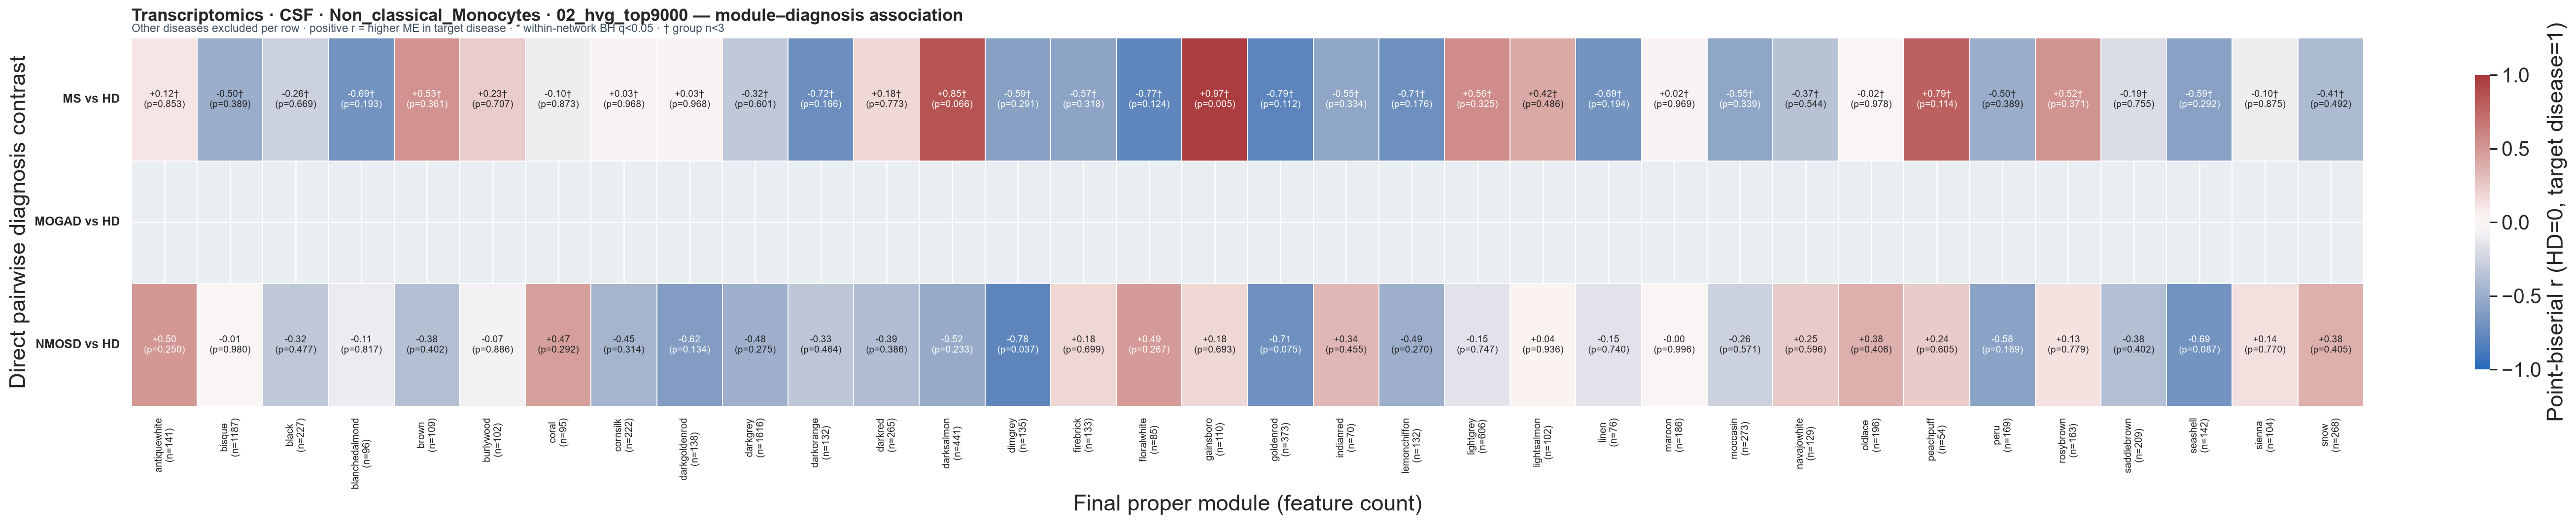 Transcriptomics · CSF · Non_classical_Monocytes · 02_hvg_top9000 — module–diagnosis association
Other diseases excluded per row · positive r = higher ME in target disease · * within-network BH q<0.05 · † group n<3
Direct pairwise diagnosis contrast
MS vs HD
+0.12† (p=0.853)
-0.50† (p=0.389)
-0.26† (p=0.669)
-0.69† (p=0.193)
+0.53† (p=0.361)
+0.23† (p=0.707)
-0.10† (p=0.873)
+0.03† (p=0.968)
+0.03† (p=0.968)
-0.32† (p=0.601)
-0.72† (p=0.166)
+0.18† (p=0.773)
+0.85† (p=0.066)
-0.59† (p=0.291)
-0.57† (p=0.318)
-0.77† (p=0.124)
+0.97† (p=0.005)
-0.79† (p=0.112)
-0.55† (p=0.334)
-0.71† (p=0.176)
+0.56† (p=0.325)
+0.42† (p=0.486)
-0.69† (p=0.194)
+0.02† (p=0.969)
-0.55† (p=0.339)
-0.37† (p=0.544)
-0.02† (p=0.978)
+0.79† (p=0.114)
-0.50† (p=0.389)
+0.52† (p=0.371)
-0.19† (p=0.755)
-0.59† (p=0.292)
-0.10† (p=0.875)
-0.41† (p=0.492)
MOGAD vs HD
NMOSD vs HD
+0.50 (p=0.250)
-0.01 (p=0.980)
-0.32 (p=0.477)
-0.11 (p=0.817)
-0.38 (p=0.402)
-0.07 (p=0.886)
+0.47 (p=0.292)
-0.45 (p=0.314)
-0.62 (p=0.134)
-0.48 (p=0.275)
-0.33 (p=0.464)
-0.39 (p=0.386)
-0.52 (p=0.233)
-0.78 (p=0.037)
+0.18 (p=0.699)
+0.49 (p=0.267)
+0.18 (p=0.693)
-0.71 (p=0.075)
+0.34 (p=0.455)
-0.49 (p=0.270)
-0.15 (p=0.747)
+0.04 (p=0.936)
-0.15 (p=0.740)
-0.00 (p=0.996)
-0.26 (p=0.571)
+0.25 (p=0.596)
+0.38 (p=0.406)
+0.24 (p=0.605)
-0.58 (p=0.169)
+0.13 (p=0.779)
-0.38 (p=0.402)
-0.69 (p=0.087)
+0.14 (p=0.770)
+0.38 (p=0.405)
antiquewhite (n=141)
bisque (n=1187)
black (n=227)
blanchedalmond (n=96)
brown (n=109)
burlywood (n=102)
coral (n=95)
cornsilk (n=222)
darkgoldenrod (n=138)
darkgrey (n=1616)
darkorange (n=132)
darkred (n=265)
darksalmon (n=441)
dimgrey (n=135)
firebrick (n=133)
floralwhite (n=85)
gainsboro (n=110)
goldenrod (n=373)
indianred (n=70)
lemonchiffon (n=132)
lightgrey (n=606)
lightsalmon (n=102)
linen (n=76)
maroon (n=186)
moccasin (n=273)
navajowhite (n=129)
oldlace (n=196)
peachpuff (n=54)
peru (n=169)
rosybrown (n=163)
saddlebrown (n=209)
seashell (n=142)
sienna (n=104)
snow (n=268)
Final proper module (feature count)
1.0
0.5
0.0
−0.5
−1.0
Point-biserial r (HD=0, target disease=1)